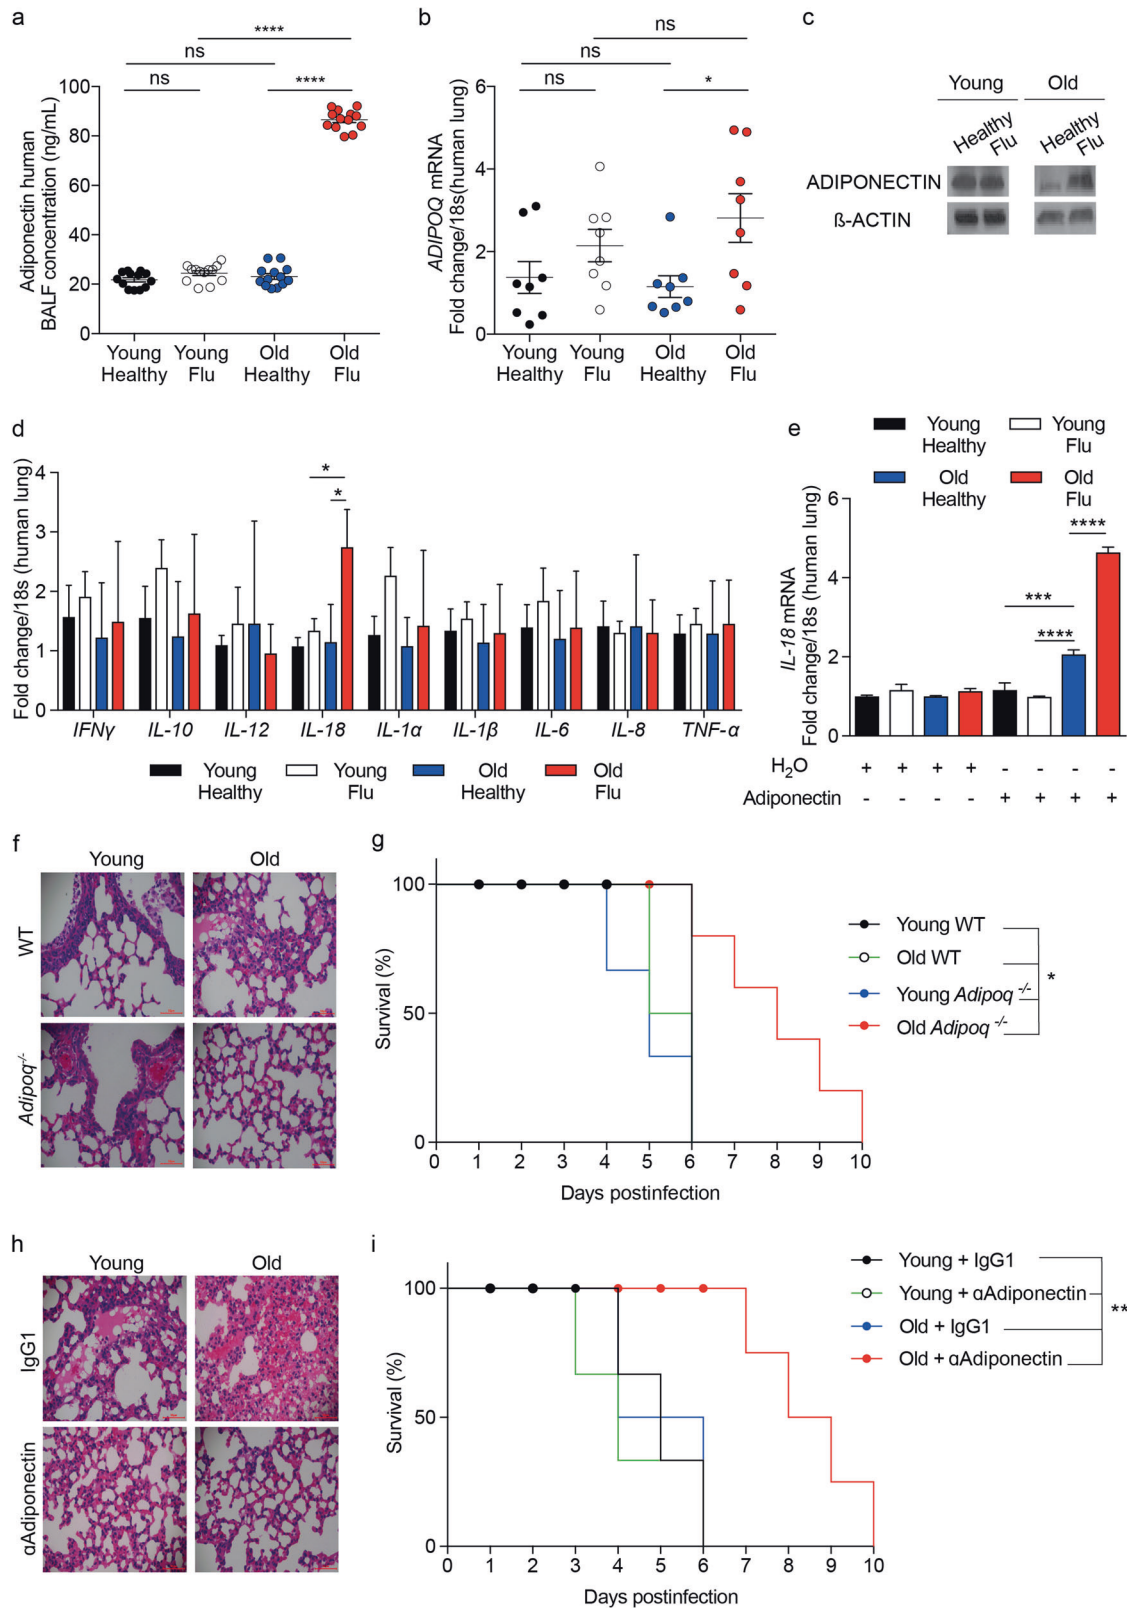 a
****
ns
ns
****
100
80
60
40
20
0
Adiponectin human
BALF concentration (ng/mL)
Young
Healthy
Young
Flu
Old
Healthy
Old
Flu
b
ns
ns
ns
*
6
4
2
0
ADIPOQ mRNA
Fold change/18s(human lung)
Young
Healthy
Young
Flu
Old
Healthy
Old
Flu
c
Young Old
Healthy Flu Healthy Flu
ADIPONECTIN
ß-ACTIN
d
Fold change/18s (human lung)
4
3
2
1
0
*
*
IFNγ IL-10 IL-12 IL-18 IL-1α IL-1β IL-6 IL-8 TNF-α
Young
Healthy
Young
Flu
Old
Healthy
Old
Flu
e
Young
Healthy
Young
Flu
Old
Healthy
Old
Flu
IL-18 mRNA
Fold change/18s (human lung)
6
4
2
0
****
***
****
H₂O + + + + - - - -
Adiponectin - - - - + + + +
f
Young Old
WT
Adipoq-/-
g
Survival (%)
100
50
0
0 1 2 3 4 5 6 7 8 9 10
Days postinfection
Young WT
Old WT
Young Adipoq -/-
Old Adipoq -/-
*
h
Young Old
IgG1
αAdiponectin
i
Survival (%)
100
50
0
0 1 2 3 4 5 6 7 8 9 10
Days postinfection
Young + IgG1
Young + αAdiponectin
Old + IgG1
Old + αAdiponectin
**